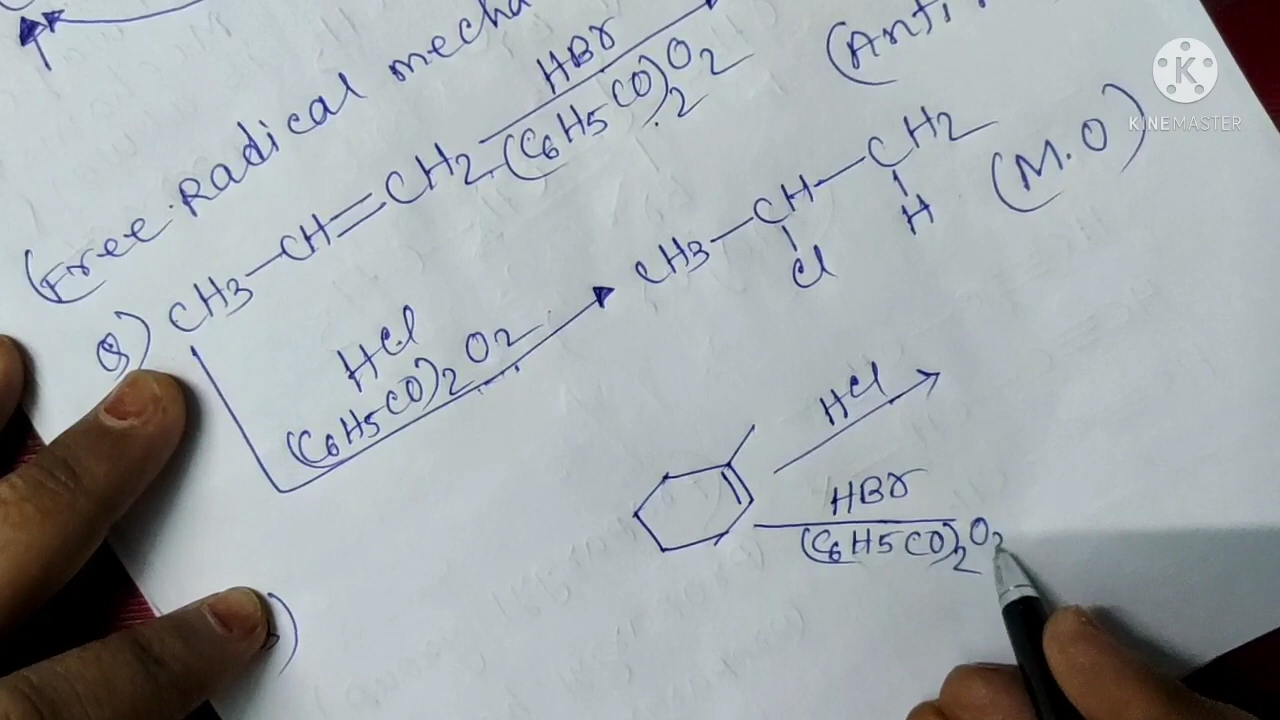 (Free Radical mecha
HBr
(C6H5CO)2O2
(Anti
Q) CH3—CH=CH2
HCl
(C6H5CO)2O2
CH3—CH—CH2
Cl
H
(M.O)
HCl
HBr
(C6H5CO)2O2
KINEMASTER